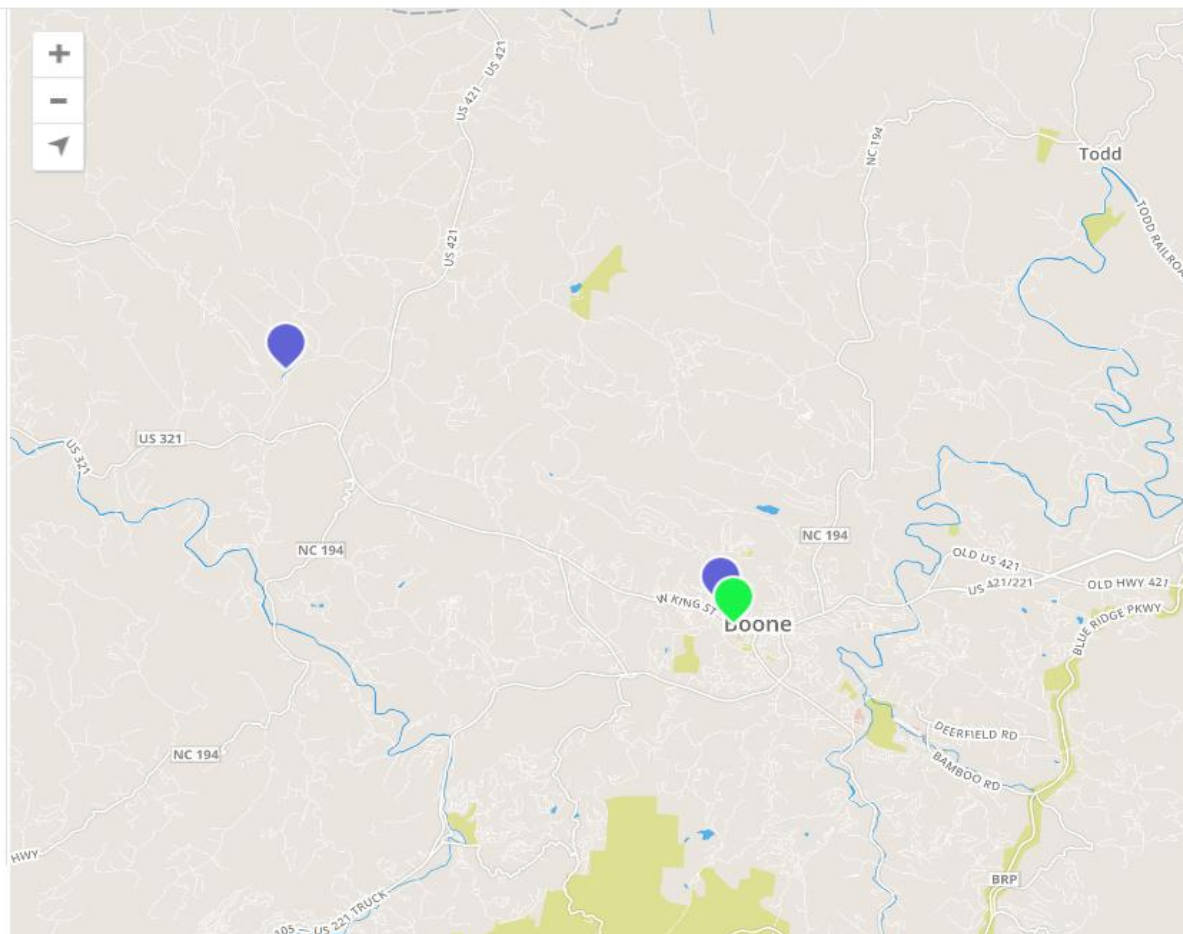 +
−
US 421
US 421
NC 194
Todd
TODD RAILROA
US 421
US 321
US 321
NC 194
NC 194
OLD US 421
US 421/221
OLD HWY 421
W KING ST
Boone
BLUE RIDGE PKWY
DEERFIELD RD
BAMBOO RD
NC 194
HWY
BRP
US 221 TRUCK
105